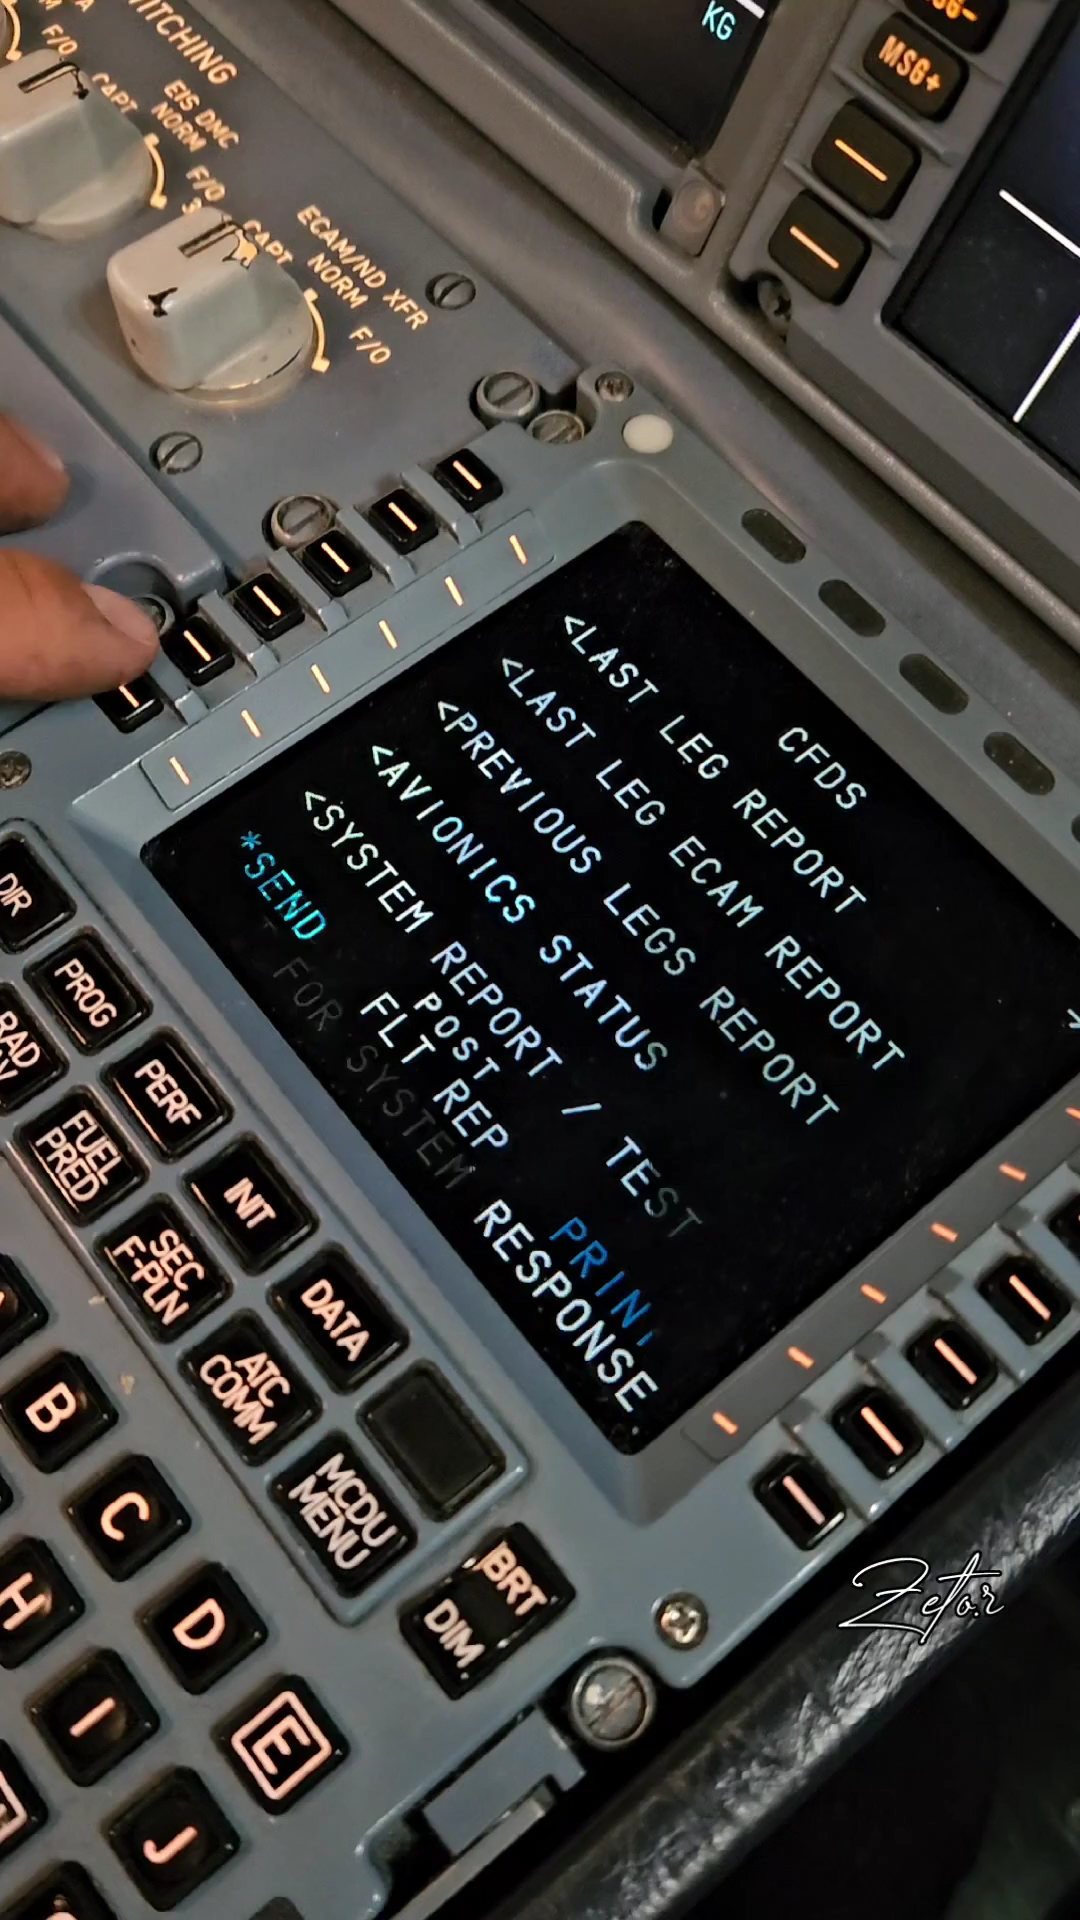 KG
MSG+
SWITCHING
F/O
CAPT
EIS DMC
NORM
F/O
CAPT
ECAM/ND XFR
NORM
F/O
CFDS
<LAST LEG REPORT
<LAST LEG ECAM REPORT
<PREVIOUS LEGS REPORT
<AVIONICS STATUS
<SYSTEM REPORT / TEST
POST
*SEND FLT REP PRINT
FOR SYSTEM RESPONSE
DIR
PROG
PERF
INIT
DATA
RAD
FUEL
PRED
SEC
F-PLN
ATC
COMM
MCDU
MENU
BRT
DIM
B
C
D
E
H
I
J
Zetor